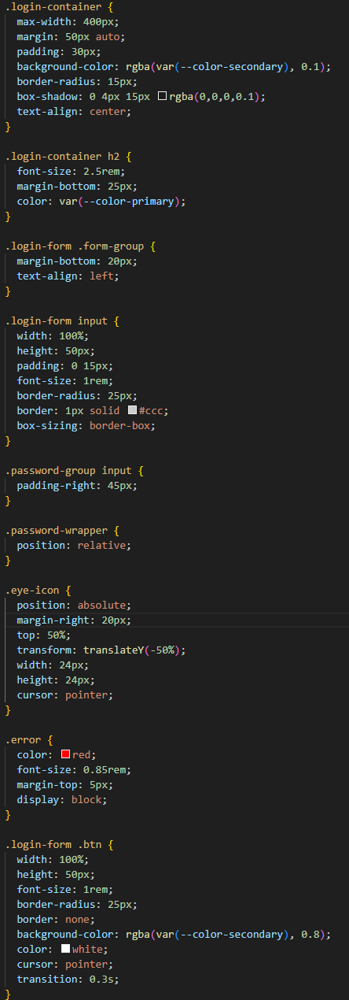 .login-container {
  max-width: 400px;
  margin: 50px auto;
  padding: 30px;
  background-color: rgba(var(--color-secondary), 0.1);
  border-radius: 15px;
  box-shadow: 0 4px 15px rgba(0,0,0,0.1);
  text-align: center;
}

.login-container h2 {
  font-size: 2.5rem;
  margin-bottom: 25px;
  color: var(--color-primary);
}

.login-form .form-group {
  margin-bottom: 20px;
  text-align: left;
}

.login-form input {
  width: 100%;
  height: 50px;
  padding: 0 15px;
  font-size: 1rem;
  border-radius: 25px;
  border: 1px solid #ccc;
  box-sizing: border-box;
}

.password-group input {
  padding-right: 45px;
}

.password-wrapper {
  position: relative;
}

.eye-icon {
  position: absolute;
  margin-right: 20px;
  top: 50%;
  transform: translateY(-50%);
  width: 24px;
  height: 24px;
  cursor: pointer;
}

.error {
  color: red;
  font-size: 0.85rem;
  margin-top: 5px;
  display: block;
}

.login-form .btn {
  width: 100%;
  height: 50px;
  font-size: 1rem;
  border-radius: 25px;
  border: none;
  background-color: rgba(var(--color-secondary), 0.8);
  color: white;
  cursor: pointer;
  transition: 0.3s;
}